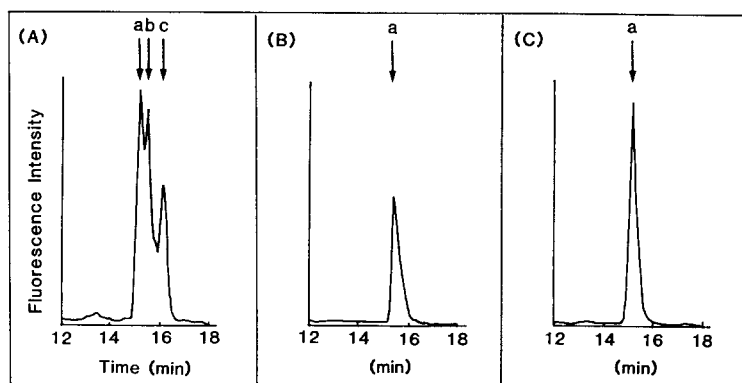 (A)
a b c
Fluorescence Intensity
12 14 16 18
Time (min)
(B)
a
12 14 16 18
(min)
(C)
a
12 14 16 18
(min)